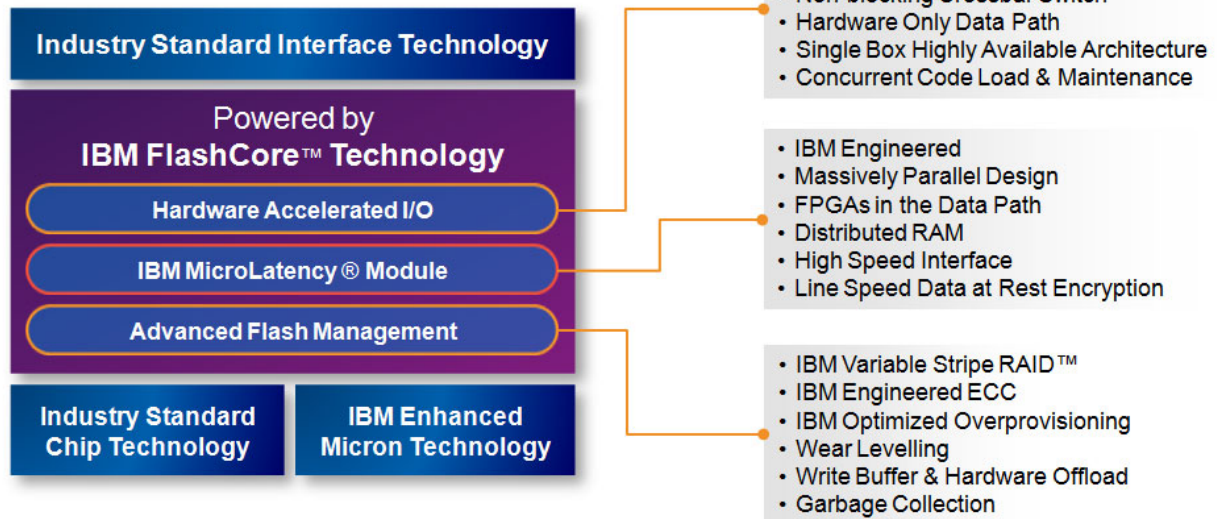 Industry Standard Interface Technology
Powered by
IBM FlashCore™ Technology
Hardware Accelerated I/O
IBM MicroLatency ® Module
Advanced Flash Management
Industry Standard
Chip Technology
IBM Enhanced
Micron Technology
• Non-blocking Crossbar Switch
• Hardware Only Data Path
• Single Box Highly Available Architecture
• Concurrent Code Load & Maintenance
• IBM Engineered
• Massively Parallel Design
• FPGAs in the Data Path
• Distributed RAM
• High Speed Interface
• Line Speed Data at Rest Encryption
• IBM Variable Stripe RAID™
• IBM Engineered ECC
• IBM Optimized Overprovisioning
• Wear Levelling
• Write Buffer & Hardware Offload
• Garbage Collection